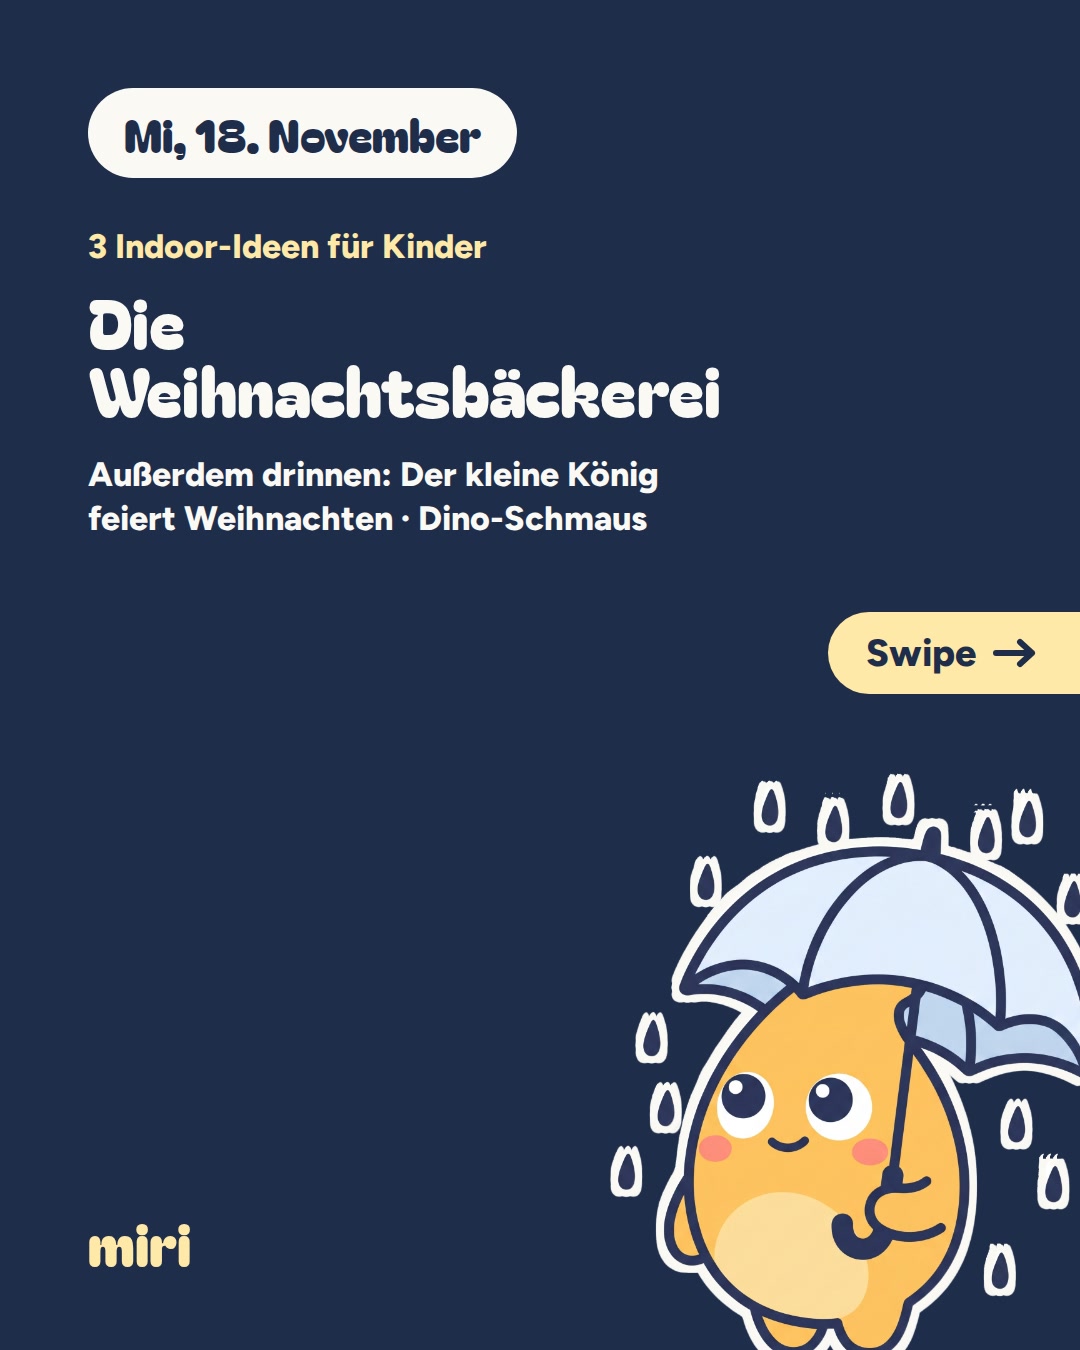 Mi, 18. November
3 Indoor-Ideen für Kinder
Die
Weihnachtsbäckerei
Außerdem drinnen: Der kleine König
feiert Weihnachten · Dino-Schmaus
Swipe →
miri